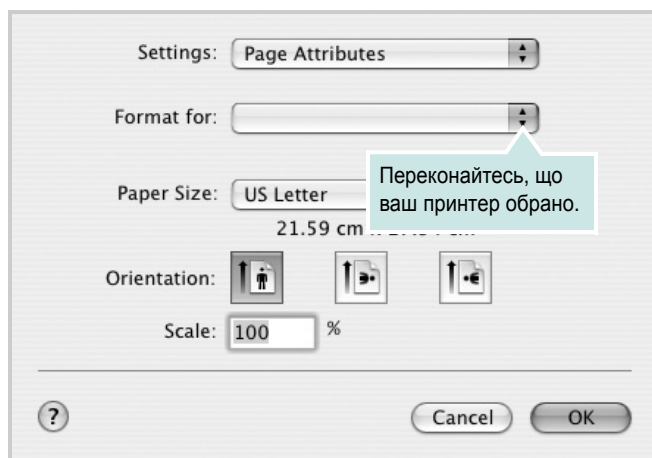 Settings: Page Attributes
Format for:
Переконайтесь, що
ваш принтер обрано.
Paper Size: US Letter
21.59 cm
Orientation:
Scale: 100 %
? Cancel OK